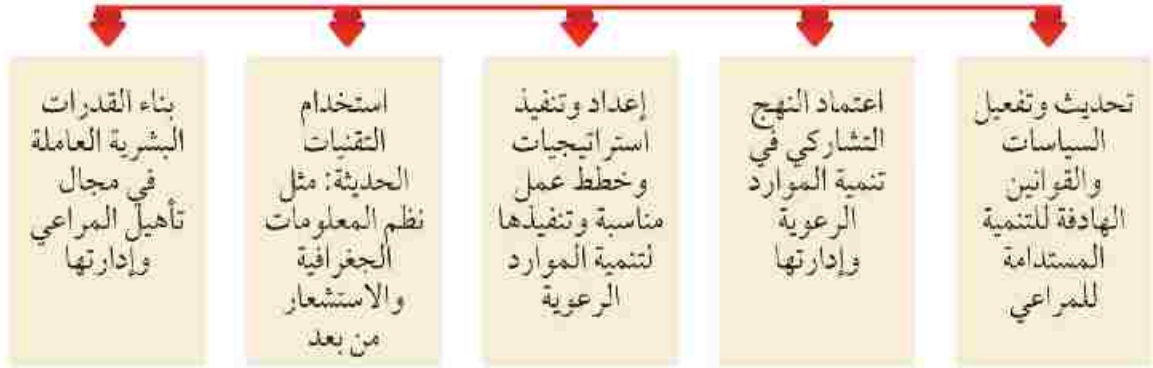 تحديث وتفعيل
السياسات
والقوانين
الهادفة للتنمية
المستدامة
للمراعي
اعتماد النهج
التشاركي في
تنمية الموارد
الرعوية
وإدارتها
إعداد وتنفيذ
استراتيجيات
وخطط عمل
مناسبة وتنفيذها
لتنمية الموارد
الرعوية
استخدام
التقنيات
الحديثة: مثل
نظم المعلومات
الجغرافية
والاستشعار
من بعد
بناء القدرات
البشرية العاملة
في مجال
تأهيل المراعي
وإدارتها